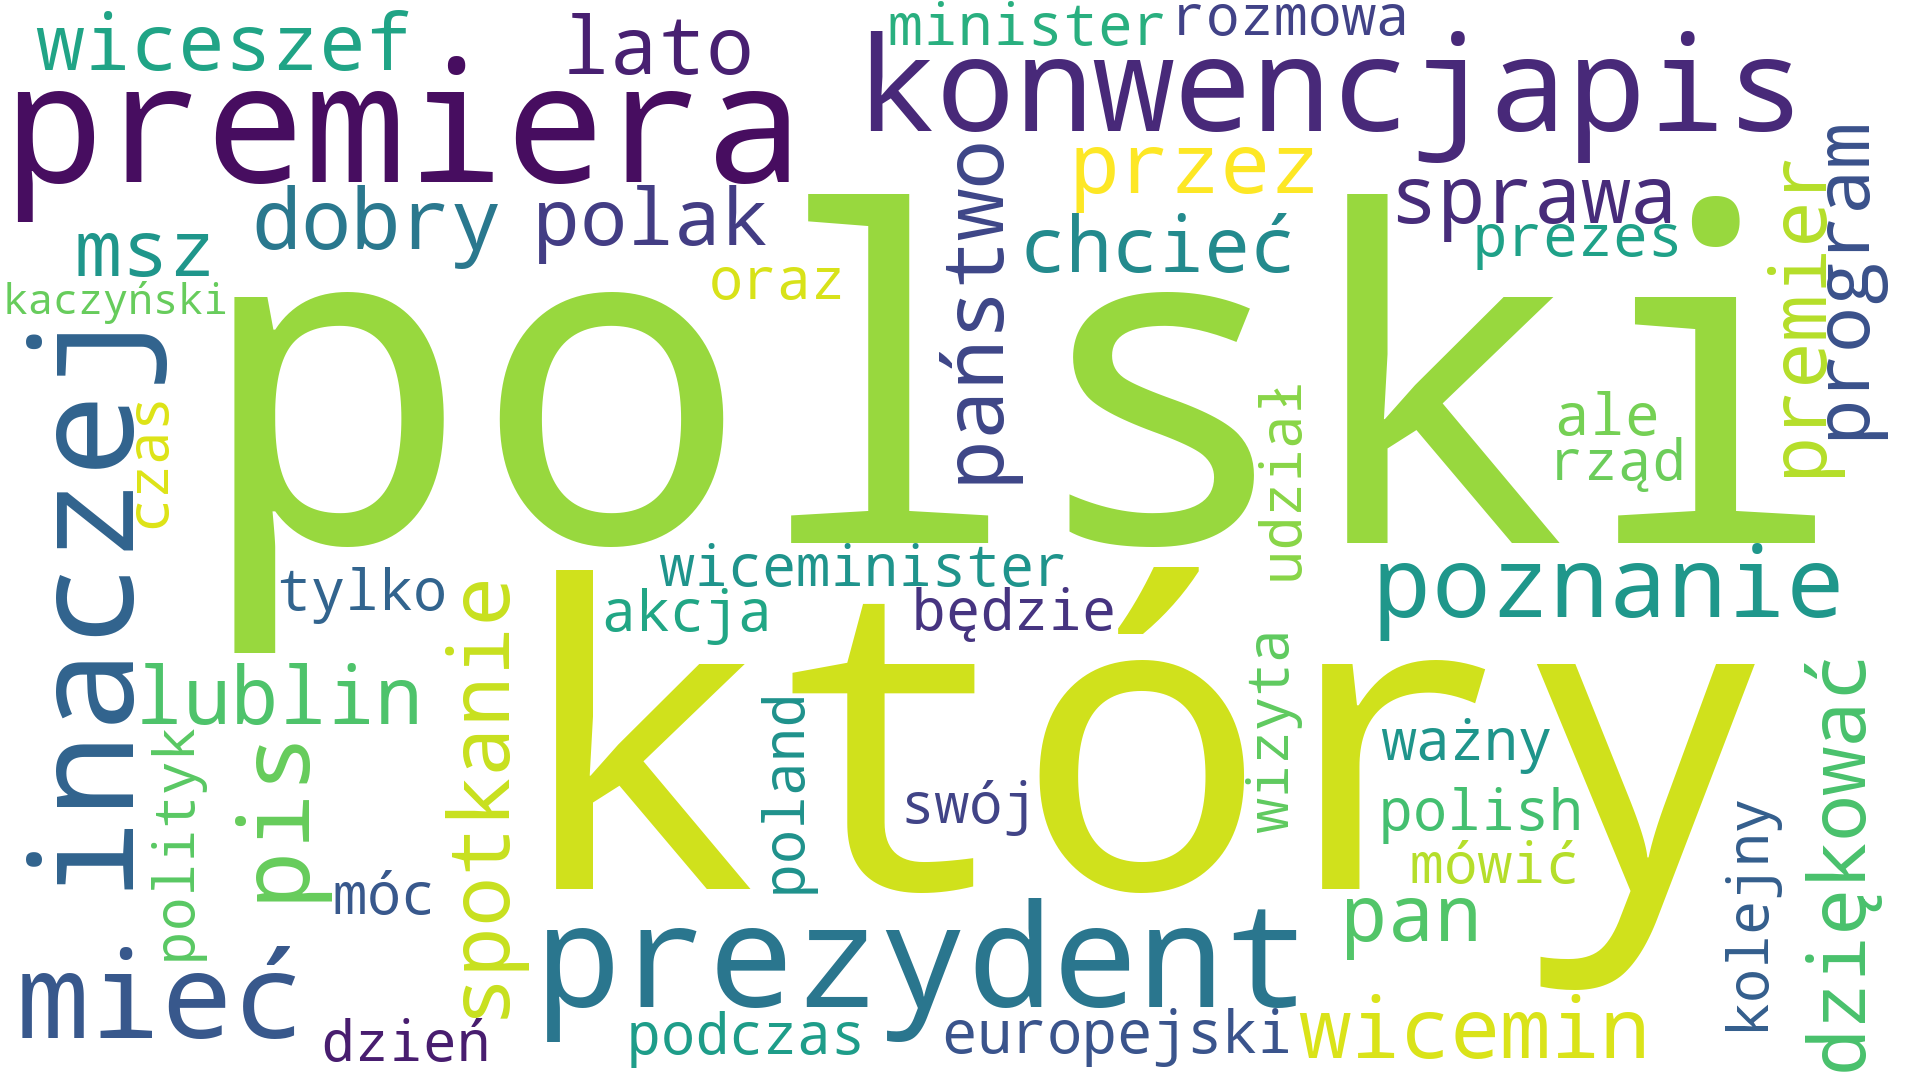 wiceszef
lato
minister
rozmowa
premiera
konwencjapis
dobry
polak
państwo
przez
sprawa
program
premier
msz
oraz
chcieć
prezes
kaczyński
polski
inaczej
czas
udział
ale
rząd
tylko
wiceminister
akcja
będzie
poznanie
który
spotkanie
lublin
polityk
pis
poland
wizyta
ważny
swój
polish
mówić
móc
pan
kolejny
dziękować
mieć
prezydent
dzień
podczas
europejski
wicemin